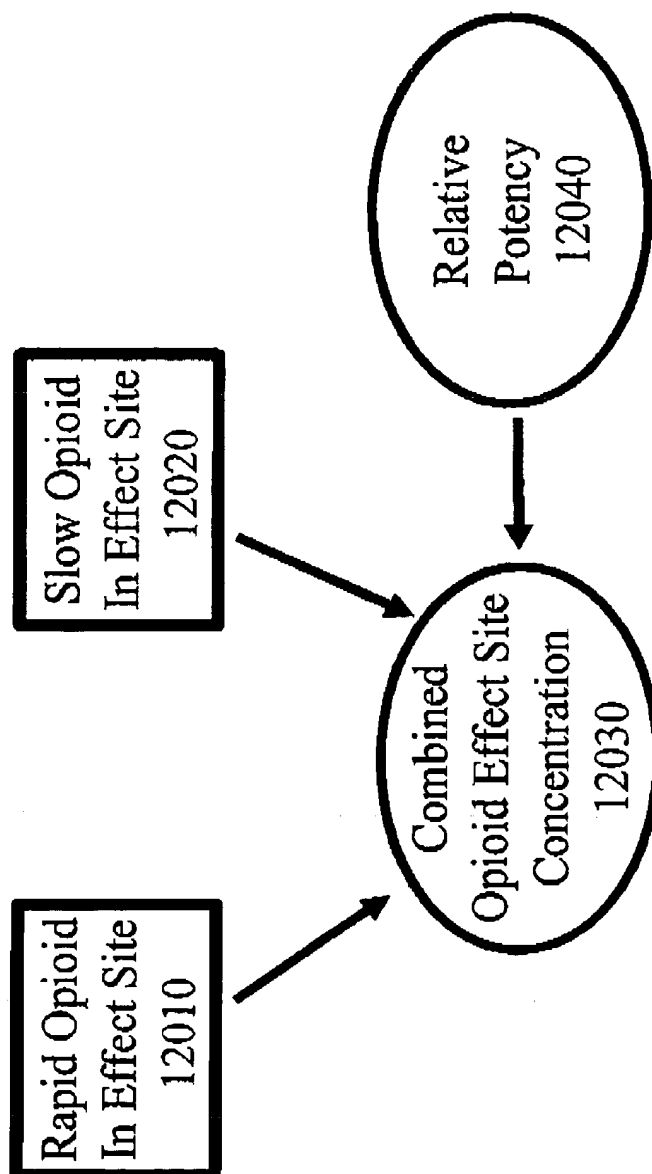 Rapid Opioid
In Effect Site
12010
Slow Opioid
In Effect Site
12020
Combined
Opioid Effect Site
Concentration
12030
Relative
Potency
12040